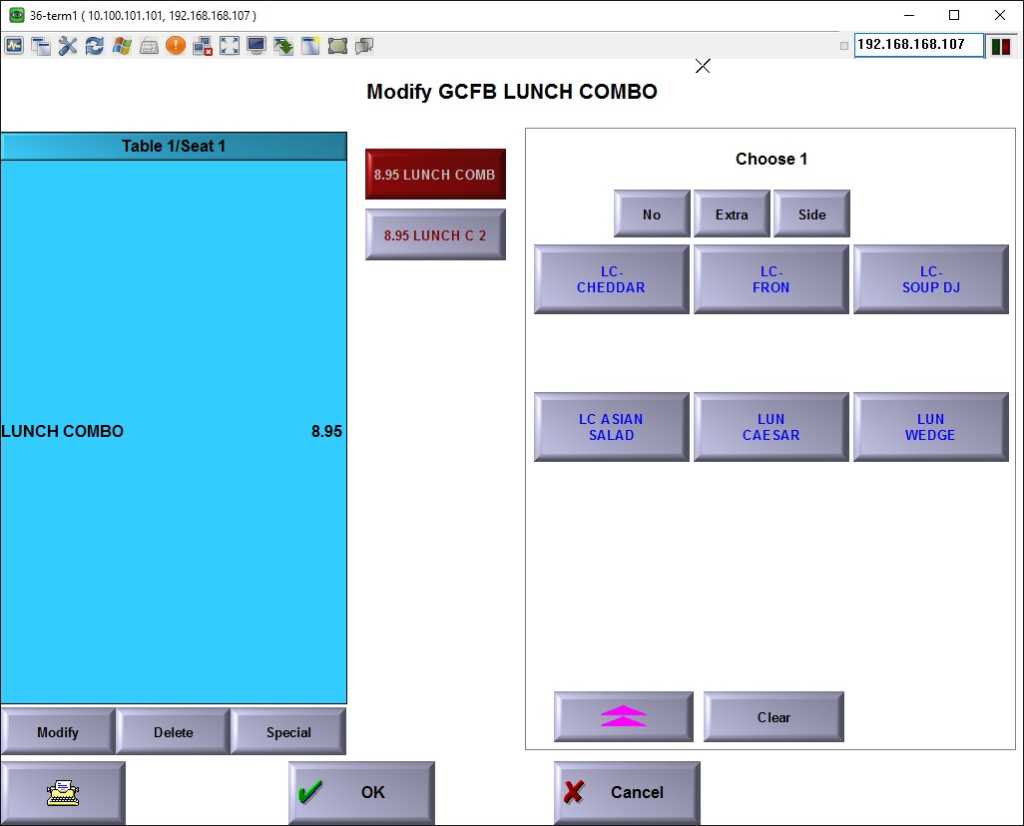 36-term1 ( 10.100.101.101, 192.168.168.107 )
192.168.168.107
Modify GCFB LUNCH COMBO
Table 1/Seat 1
LUNCH COMBO 8.95
8.95 LUNCH COMB
8.95 LUNCH C 2
Choose 1
No Extra Side
LC-
CHEDDAR
LC-
FRON
LC-
SOUP DJ
LC ASIAN
SALAD
LUN
CAESAR
LUN
WEDGE
Clear
Modify Delete Special
OK Cancel